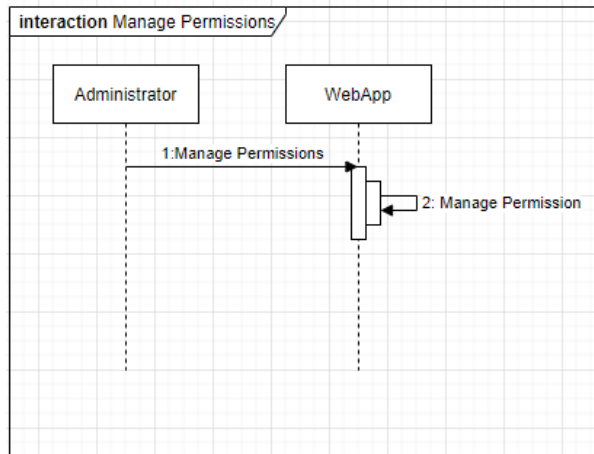 interaction Manage Permissions
Administrator
WebApp
1:Manage Permissions
2: Manage Permission